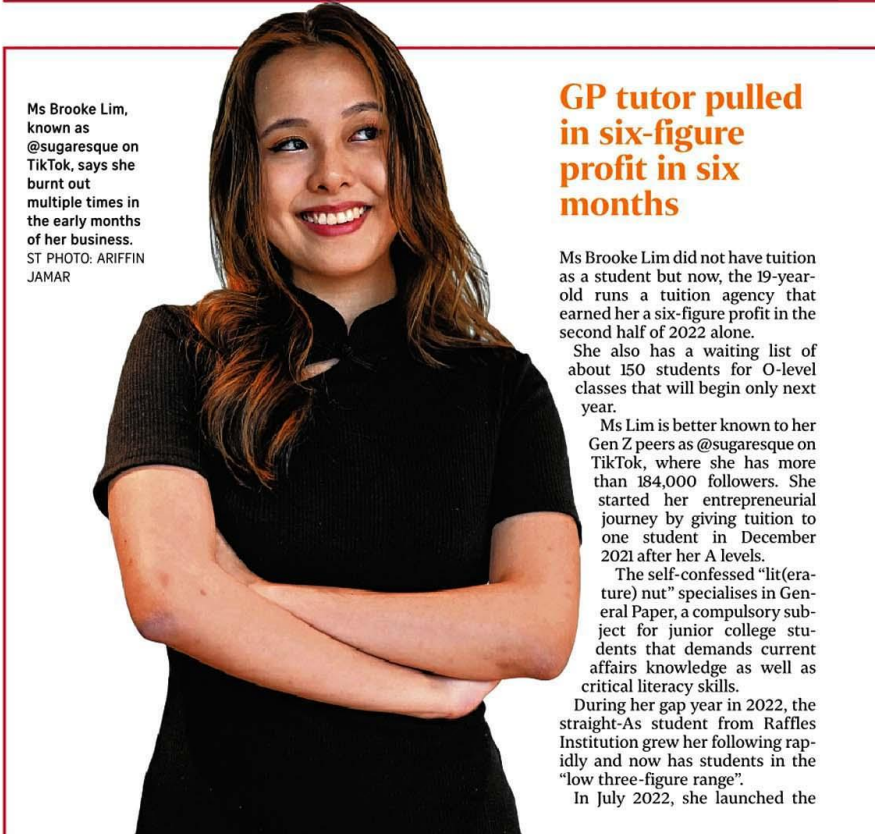 Ms Brooke Lim,
known as
@sugaresque on
TikTok, says she
burnt out
multiple times in
the early months
of her business.
ST PHOTO: ARIFFIN
JAMAR
GP tutor pulled
in six-figure
profit in six
months
Ms Brooke Lim did not have tuition
as a student but now, the 19-year-
old runs a tuition agency that
earned her a six-figure profit in the
second half of 2022 alone.
She also has a waiting list of
about 150 students for O-level
classes that will begin only next
year.
Ms Lim is better known to her
Gen Z peers as @sugaresque on
TikTok, where she has more
than 184,000 followers. She
started her entrepreneurial
journey by giving tuition to
one student in December
2021 after her A levels.
The self-confessed “lit(era-
ture) nut” specialises in Gen-
eral Paper, a compulsory sub-
ject for junior college stu-
dents that demands current
affairs knowledge as well as
critical literacy skills.
During her gap year in 2022, the
straight-As student from Raffles
Institution grew her following rap-
idly and now has students in the
“low three-figure range”.
In July 2022, she launched the